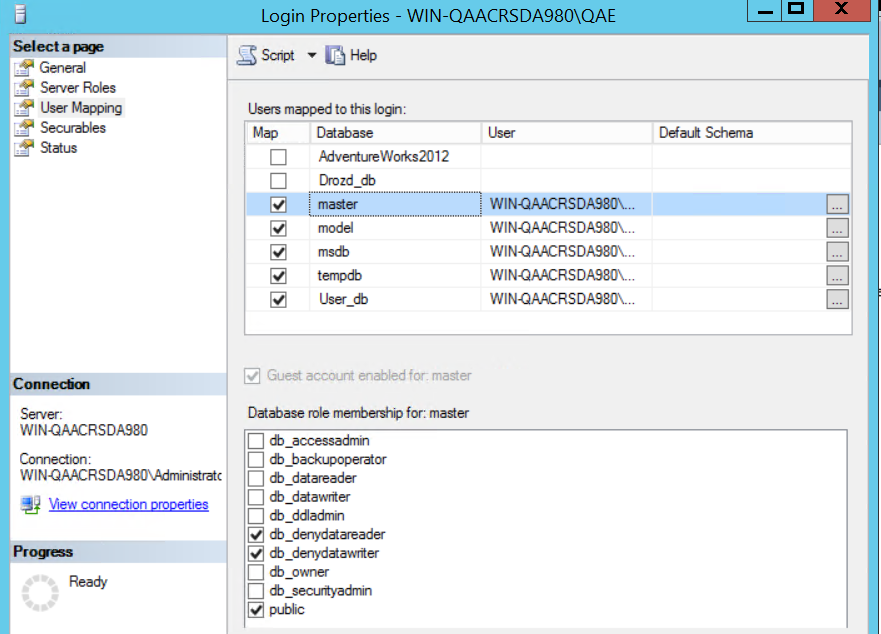 Login Properties - WIN-QAACRSDA980\QAE
Select a page
General
Server Roles
User Mapping
Securables
Status
Connection
Server:
WIN-QAACRSDA980
Connection:
WIN-QAACRSDA980\Administratc
View connection properties
Progress
Ready
Script Help
Users mapped to this login:
Map Database User Default Schema
AdventureWorks2012
Drozd_db
master WIN-QAACRSDA980\... ...
model WIN-QAACRSDA980\... ...
msdb WIN-QAACRSDA980\... ...
tempdb WIN-QAACRSDA980\... ...
User_db WIN-QAACRSDA980\... ...
Guest account enabled for: master
Database role membership for: master
db_accessadmin
db_backupoperator
db_datareader
db_datawriter
db_ddladmin
db_denydatareader
db_denydatawriter
db_owner
db_securityadmin
public